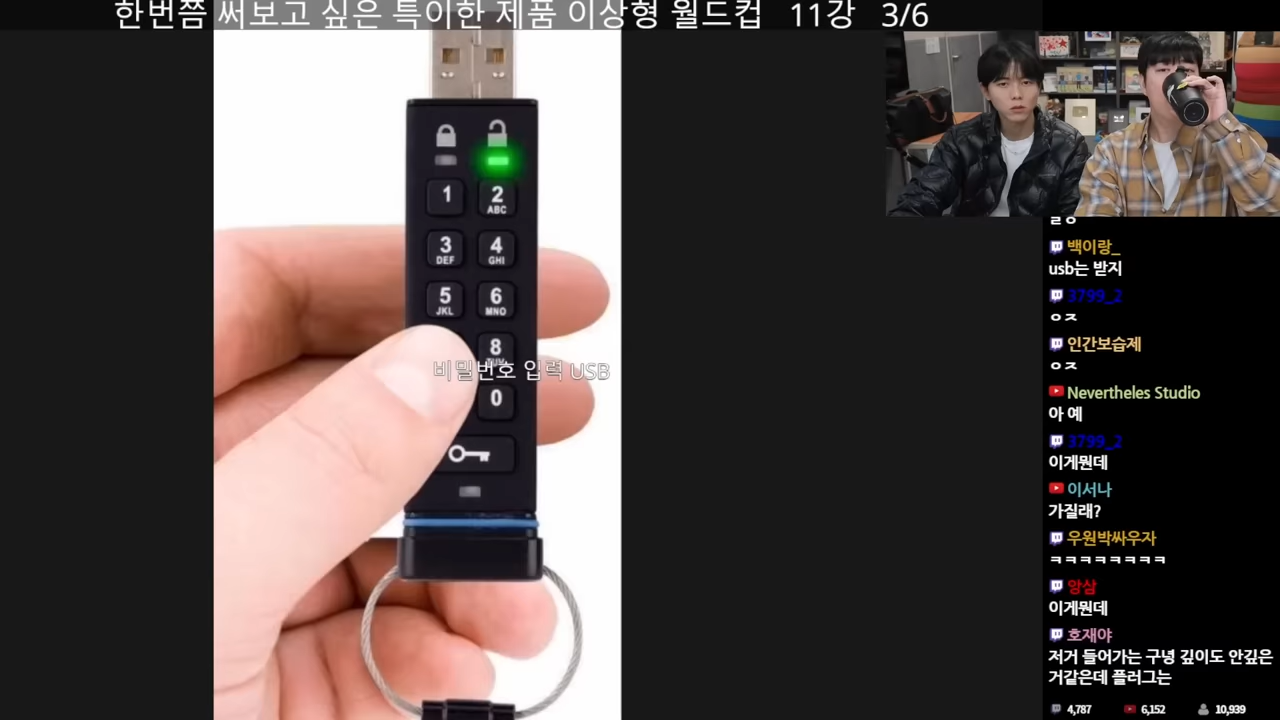 한번쯤 써보고 싶은 특이한 제품 이상형 월드컵 11강 3/6
1
2
ABC
3
DEF
4
GHI
5
JKL
6
MNO
8
TUV
비밀번호 입력 USB
0
백이랑_
usb는 받지
3799_2
ㅇㅈ
인간보습제
ㅇㅈ
Nevertheles Studio
아 예
3799_2
이게뭔데
이서나
가질래?
우원박싸우자
ㅋㅋㅋㅋㅋㅋㅋㅋ
앙삼
이게뭔데
호재야
저거 들어가는 구녕 깊이도 안깊은
거같은데 플러그는
4,787 6,152 10,939